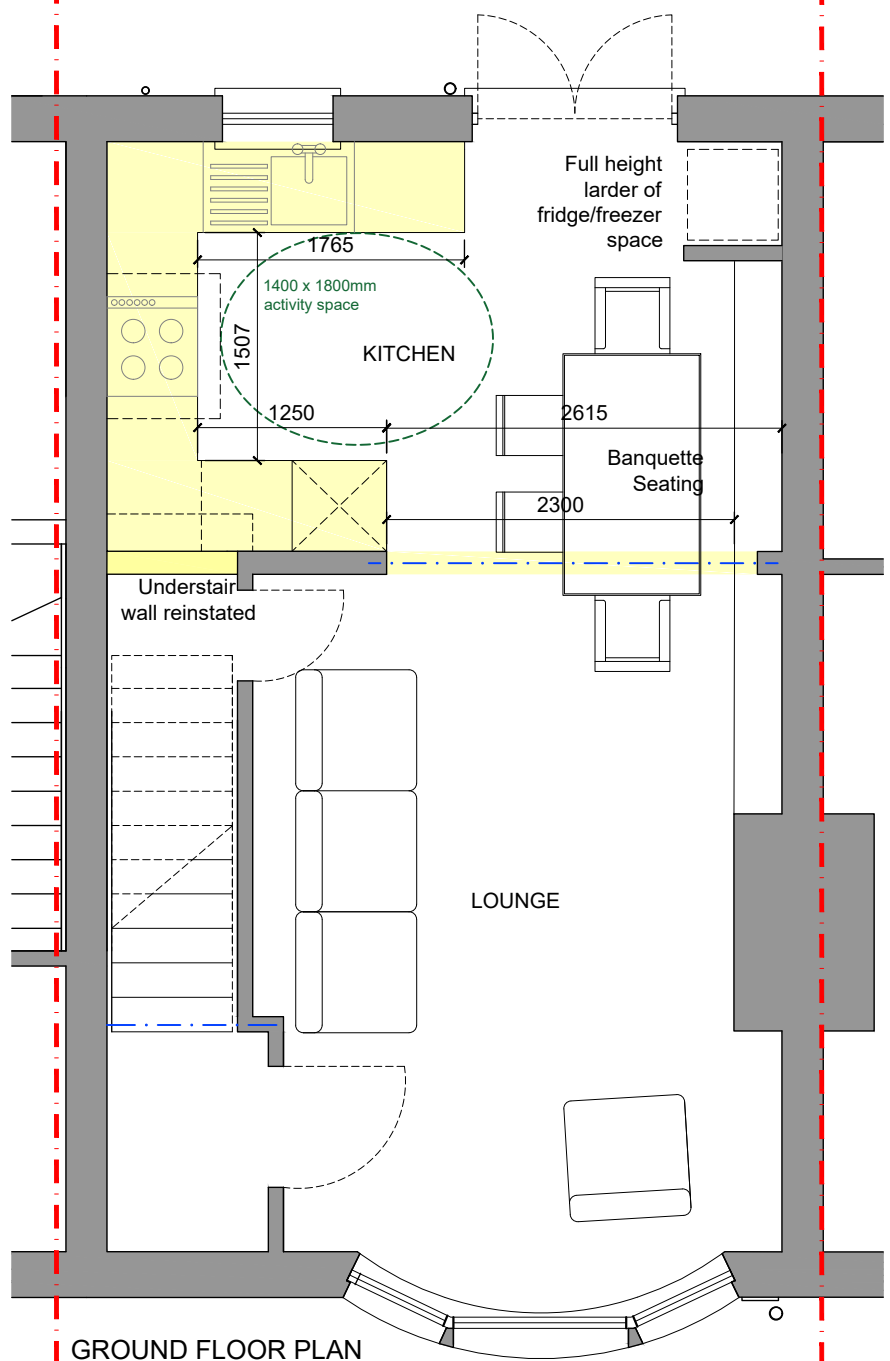 Full height
larder of
fridge/freezer
space
1765
1400 x 1800mm
activity space
1507
KITCHEN
1250
2615
Banquette
Seating
2300
Understair
wall reinstated
LOUNGE
GROUND FLOOR PLAN